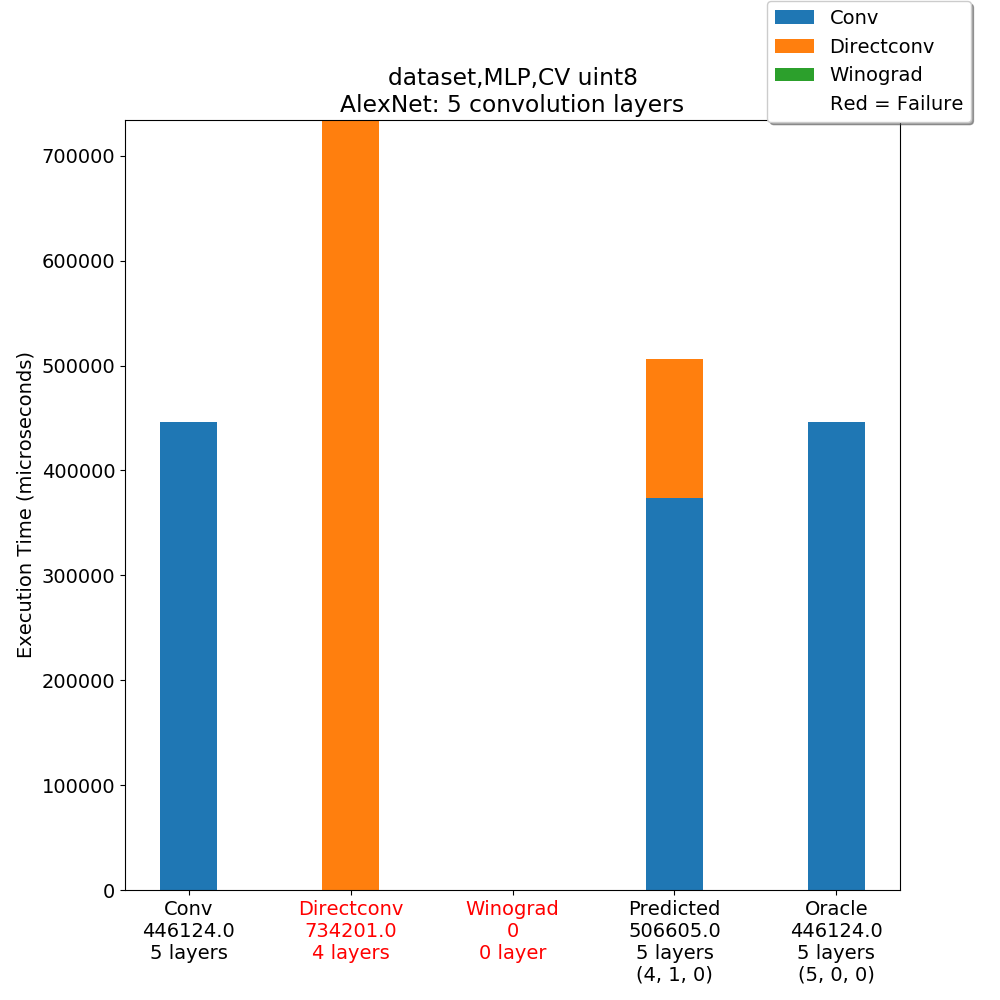 Conv
Directconv
Winograd
Red = Failure
dataset,MLP,CV uint8
AlexNet: 5 convolution layers
Execution Time (microseconds)
700000
600000
500000
400000
300000
200000
100000
0
Conv
446124.0
5 layers
Directconv
734201.0
4 layers
Winograd
0
0 layer
Predicted
506605.0
5 layers
(4, 1, 0)
Oracle
446124.0
5 layers
(5, 0, 0)